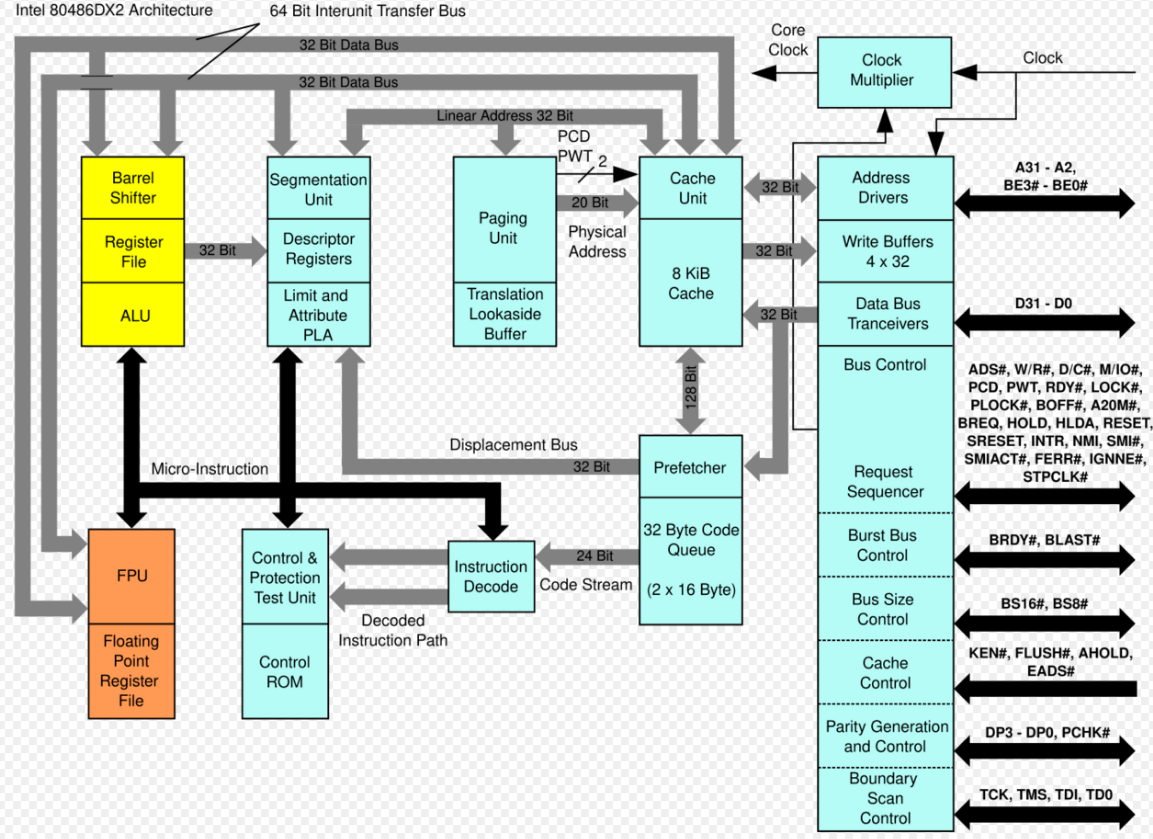 Intel 80486DX2 Architecture
64 Bit Interunit Transfer Bus
32 Bit Data Bus
32 Bit Data Bus
Linear Address 32 Bit
PCD
PWT
2
20 Bit
Physical
Address
Core
Clock
Clock
Multiplier
Clock
Barrel
Shifter
Register
File
ALU
32 Bit
Segmentation
Unit
Descriptor
Registers
Limit and
Attribute
PLA
Paging
Unit
Translation
Lookaside
Buffer
Cache
Unit
8 KiB
Cache
32 Bit
32 Bit
32 Bit
128 Bit
Address
Drivers
Write Buffers
4 x 32
Data Bus
Tranceivers
Bus Control
Request
Sequencer
Burst Bus
Control
Bus Size
Control
Cache
Control
Parity Generation
and Control
Boundary
Scan
Control
A31 - A2,
BE3# - BE0#
D31 - D0
ADS#, W/R#, D/C#, M/IO#,
PCD, PWT, RDY#, LOCK#,
PLOCK#, BOFF#, A20M#,
BREQ, HOLD, HLDA, RESET,
SRESET, INTR, NMI, SMI#,
SMIACT#, FERR#, IGNNE#,
STPCLK#
BRDY#, BLAST#
BS16#, BS8#
KEN#, FLUSH#, AHOLD,
EADS#
DP3 - DP0, PCHK#
TCK, TMS, TDI, TD0
Displacement Bus
32 Bit
Micro-Instruction
Prefetcher
32 Byte Code
Queue
(2 x 16 Byte)
24 Bit
Code Stream
Instruction
Decode
Decoded
Instruction Path
Control &
Protection
Test Unit
Control
ROM
FPU
Floating
Point
Register
File